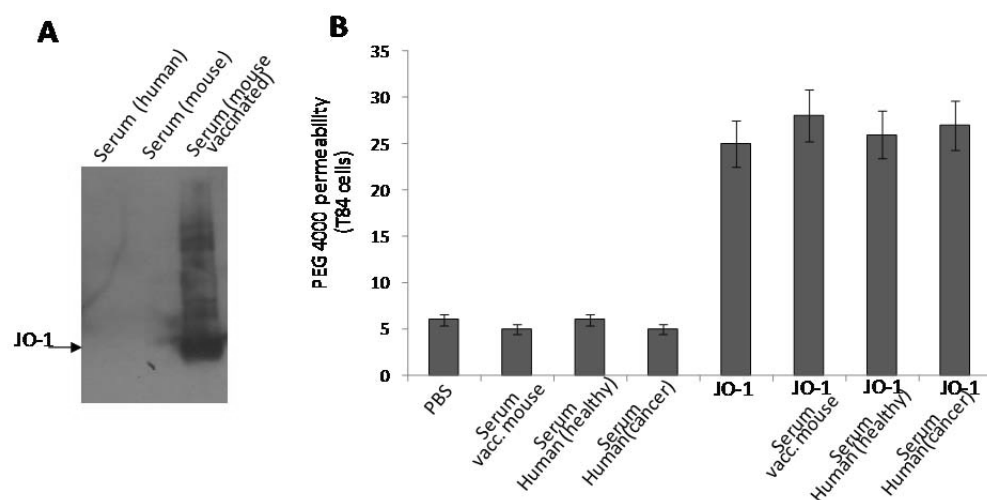 A
Serum (human)
Serum (mouse)
Serum (mouse
vaccinated)
JO-1
B
PEG 4000 permeability
(T84 cells)
35
30
25
20
15
10
5
0
PBS
Serum
vacc. mouse
Serum
Human (healthy)
Serum
Human(cancer)
JO-1
JO-1
Serum
vacc. mouse
JO-1
Serum
Human (healthy)
JO-1
Serum
Human(cancer)